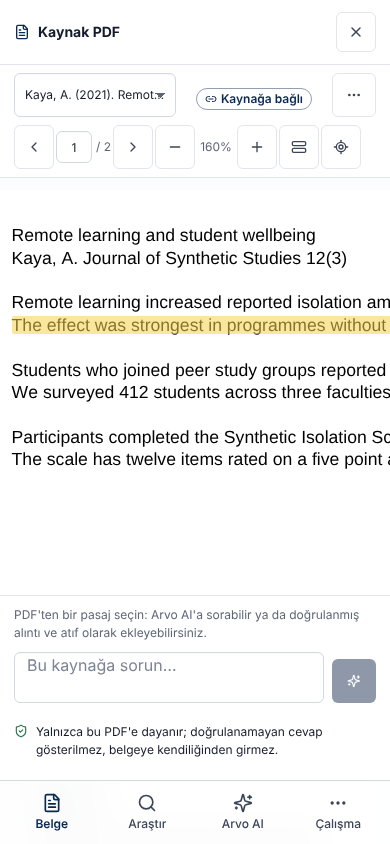 Kaynak PDF
Kaya, A. (2021). Remot...
Kaynağa bağlı
1 / 2 160%
Remote learning and student wellbeing
Kaya, A. Journal of Synthetic Studies 12(3)
Remote learning increased reported isolation am
The effect was strongest in programmes without
Students who joined peer study groups reported
We surveyed 412 students across three faculties
Participants completed the Synthetic Isolation Sc
The scale has twelve items rated on a five point a
PDF'ten bir pasaj seçin: Arvo AI'a sorabilir ya da doğrulanmış
alıntı ve atıf olarak ekleyebilirsiniz.
Bu kaynağa sorun...
Yalnızca bu PDF'e dayanır; doğrulanamayan cevap
gösterilmez, belgeye kendiliğinden girmez.
Belge Araştır Arvo AI Çalışma